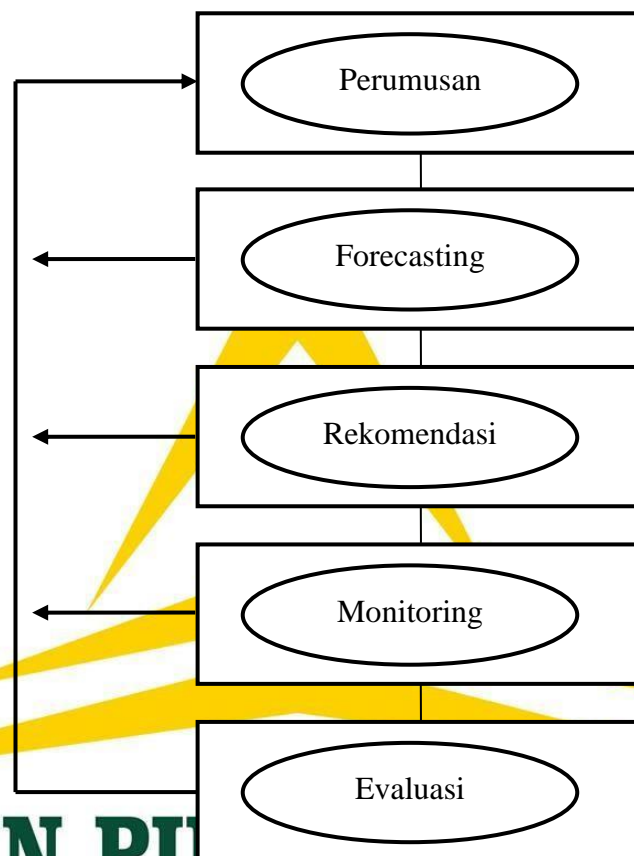 Perumusan
Forecasting
Rekomendasi
Monitoring
Evaluasi